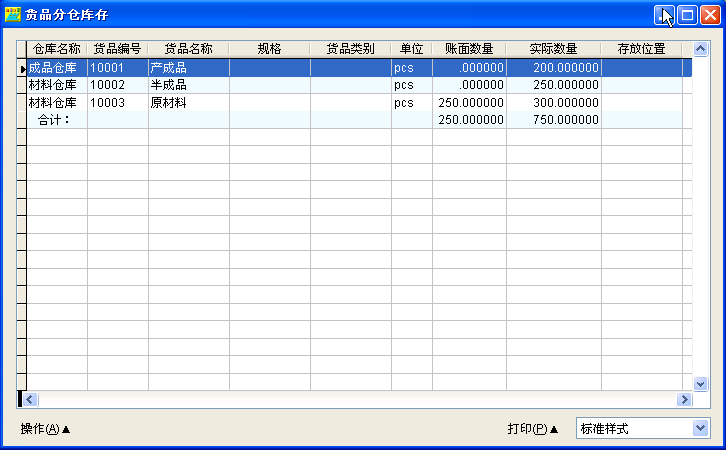 货品分仓库存
仓库名称 货品编号 货品名称 规格 货品类别 单位 账面数量 实际数量 存放位置
成品仓库 10001 产成品 pcs .000000 200.000000
材料仓库 10002 半成品 pcs .000000 250.000000
材料仓库 10003 原材料 pcs 250.000000 300.000000
合计： 250.000000 750.000000
操作(A)▲ 打印(P)▲ 标准样式